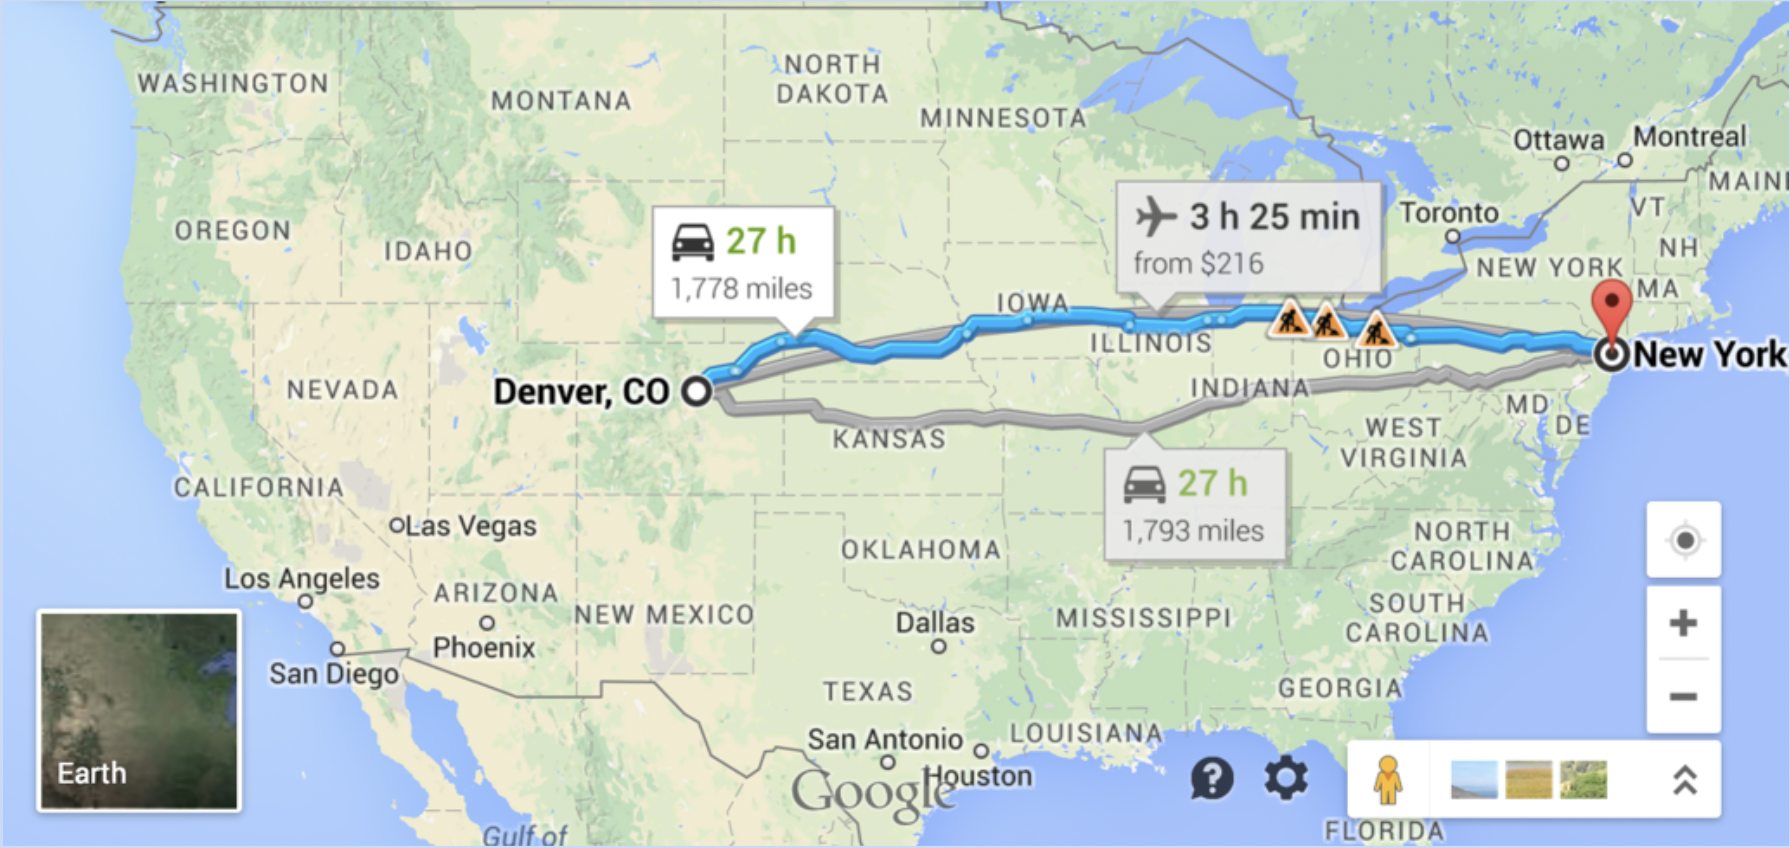 WASHINGTON
MONTANA
NORTH
DAKOTA
MINNESOTA
Ottawa
Montreal
MAINI
OREGON
IDAHO
27 h
1,778 miles
3 h 25 min
from $216
Toronto
VT
NH
NEW YORK
MA
IOWA
ILLINOIS
OHIO
New York
NEVADA
Denver, CO
INDIANA
MD
DE
KANSAS
WEST
VIRGINIA
CALIFORNIA
27 h
1,793 miles
Las Vegas
OKLAHOMA
NORTH
CAROLINA
Los Angeles
ARIZONA
NEW MEXICO
Dallas
MISSISSIPPI
SOUTH
CAROLINA
Phoenix
San Diego
TEXAS
GEORGIA
San Antonio
LOUISIANA
Houston
Google
Earth
Gulf of
FLORIDA